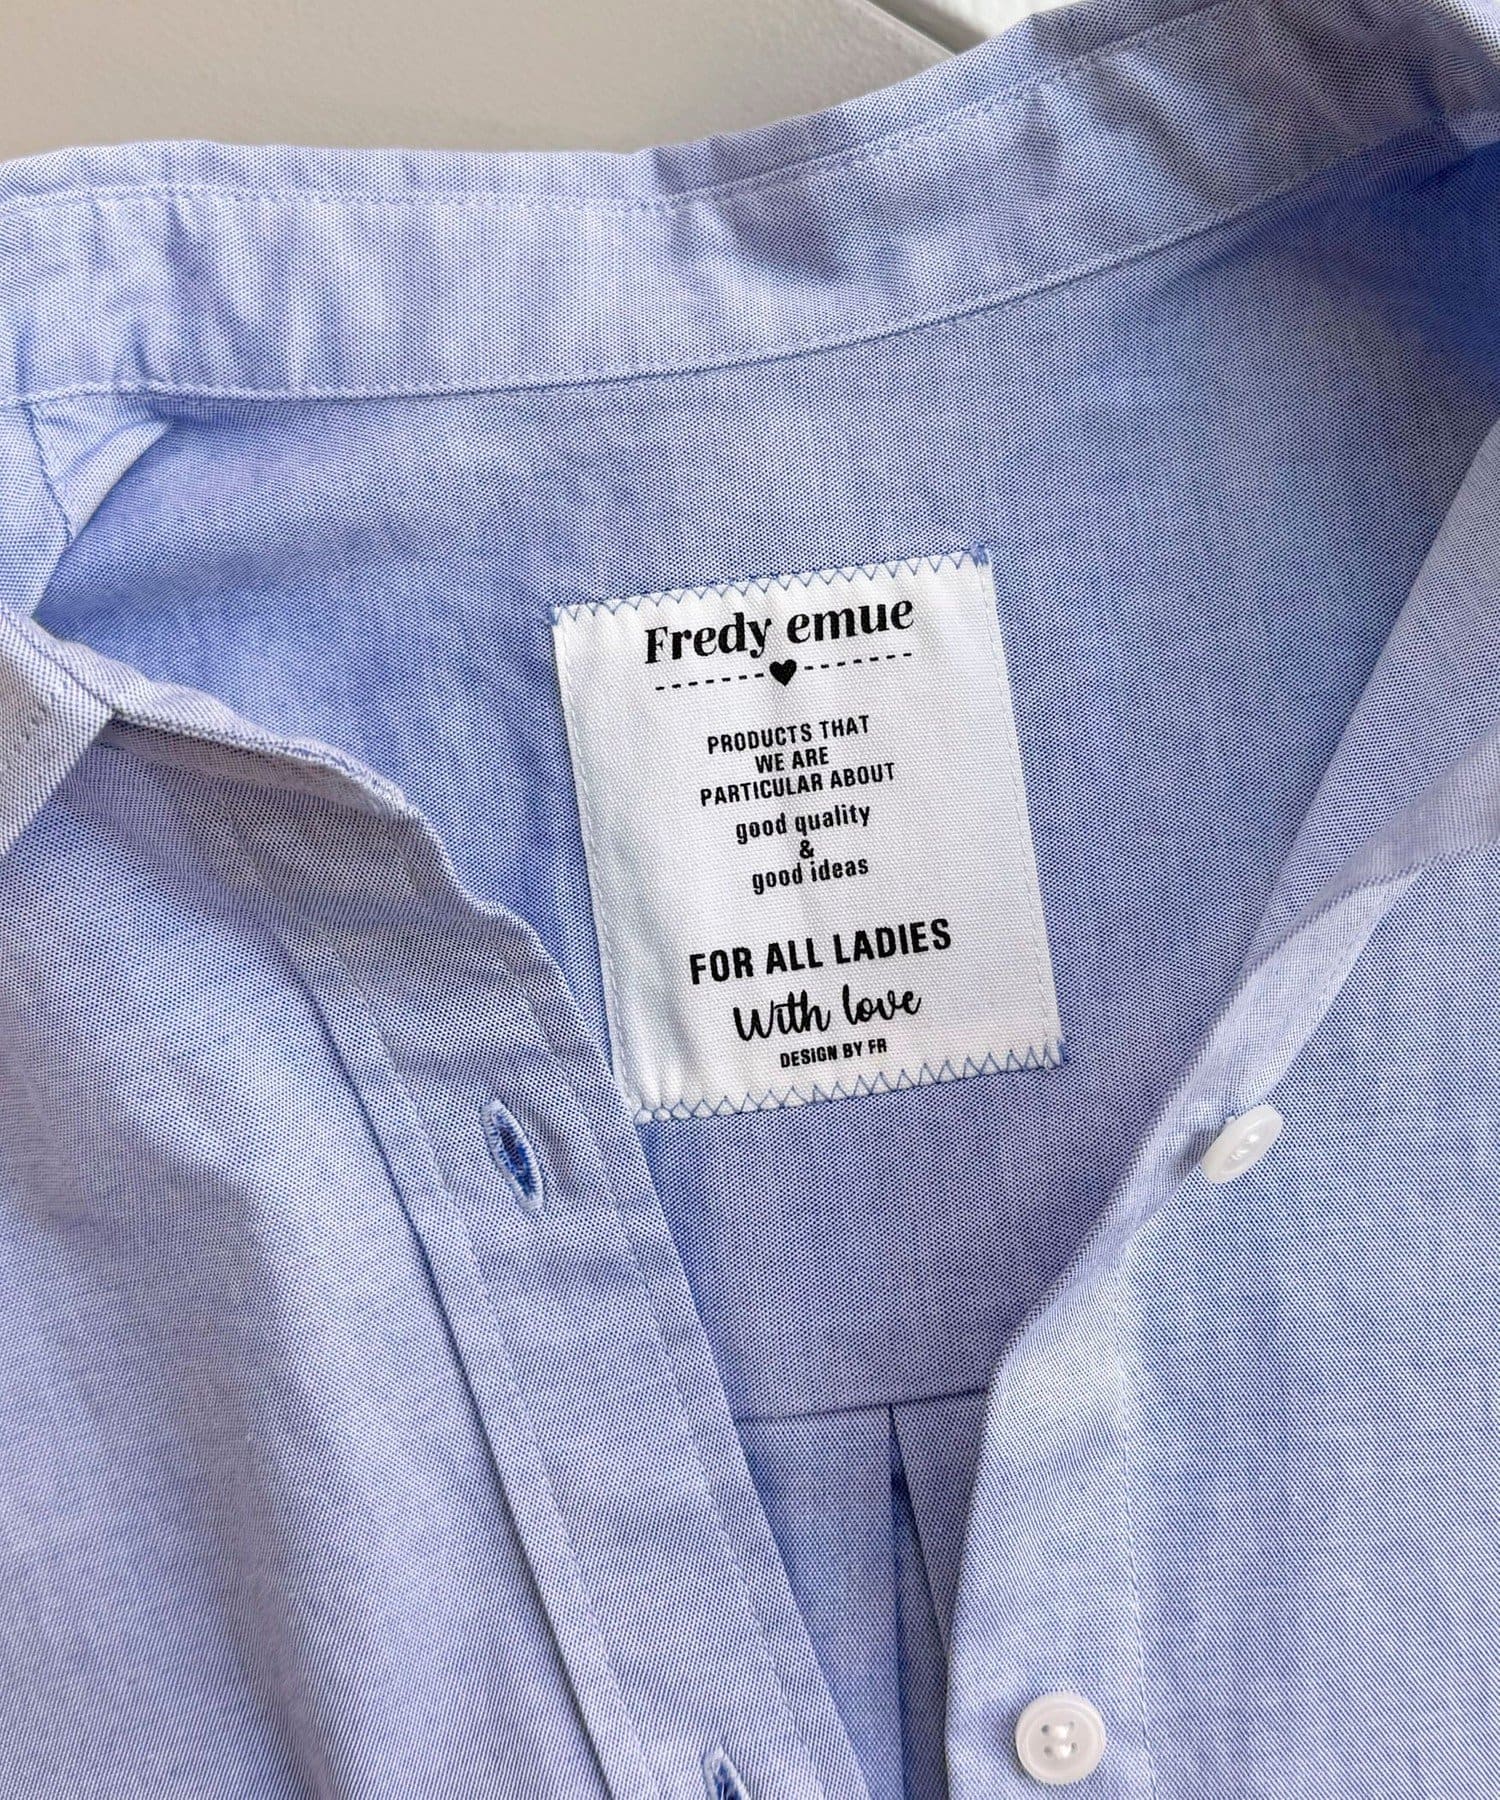 Fredy emue
PRODUCTS THAT
WE ARE
PARTICULAR ABOUT
good quality
&
good ideas
FOR ALL LADIES
With love
DESIGN BY FR